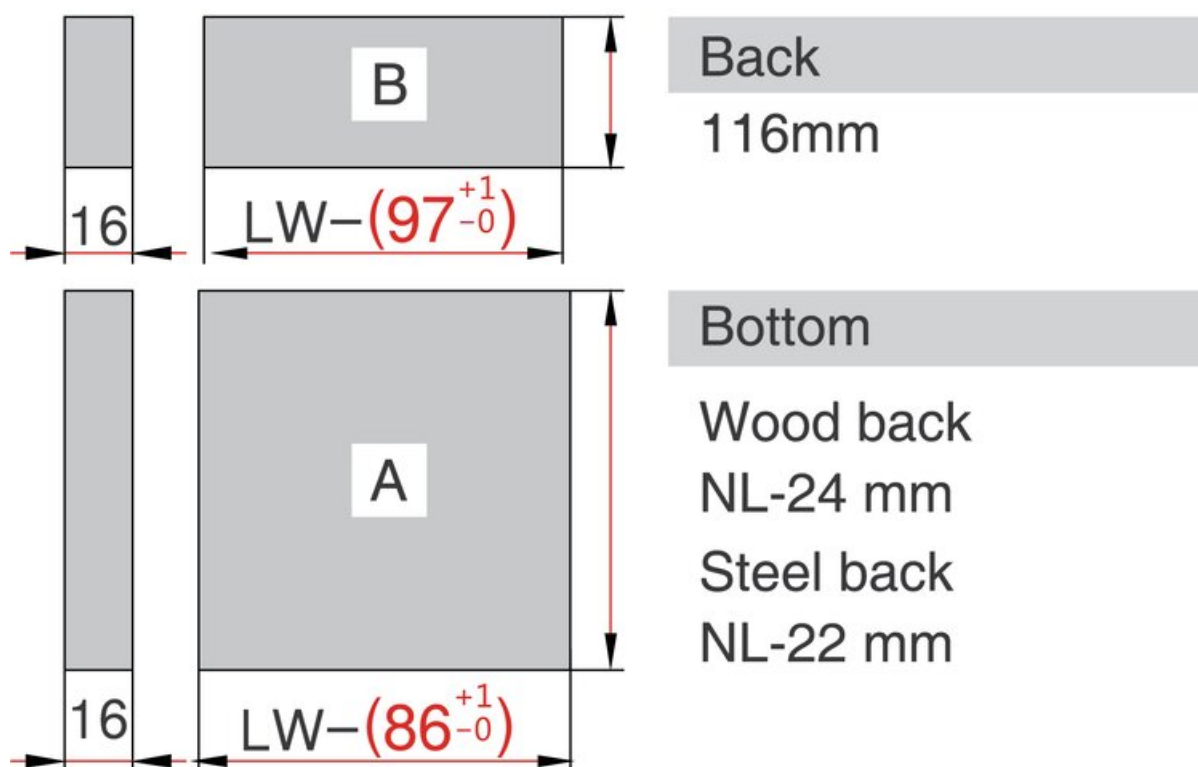 B
Back
116mm
16
LW-(97 +1 -0)
A
Bottom
Wood back
NL-24 mm
Steel back
NL-22 mm
16
LW-(86 +1 -0)